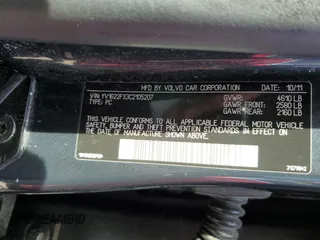 MFD. BY VOLVO CAR CORPORATION 10/11
VIN: YV1622FS3C2105207 GVWR: 4610 LB
TYPE: PC GAWR FRONT: 2580 LB
GAWR REAR: 2160 LB
THIS VEHICLE CONFORMS TO ALL APPLICABLE FEDERAL MOTOR VEHICLE
SAFETY, BUMPER, AND THEFT PREVENTION STANDARDS IN EFFECT ON THE
DATE OF MANUFACTURE SHOWN ABOVE.